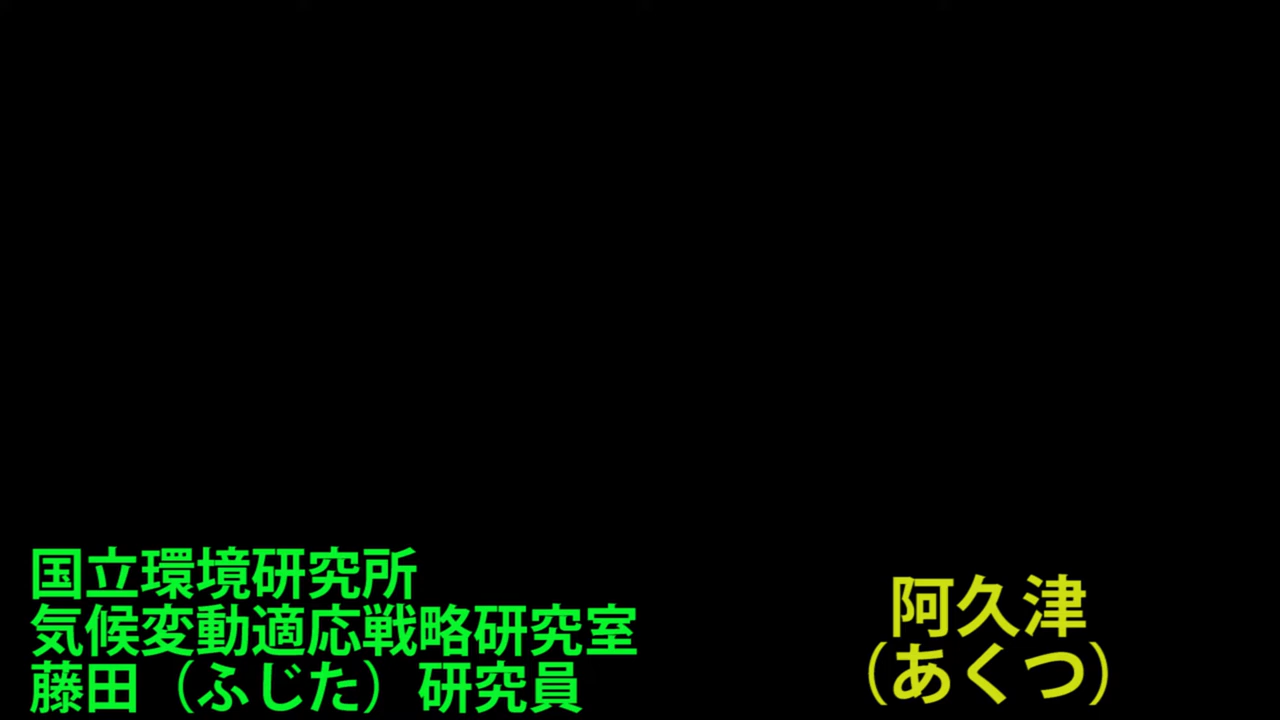 国立環境研究所
気候変動適応戦略研究室
藤田（ふじた）研究員
阿久津
（あくつ）